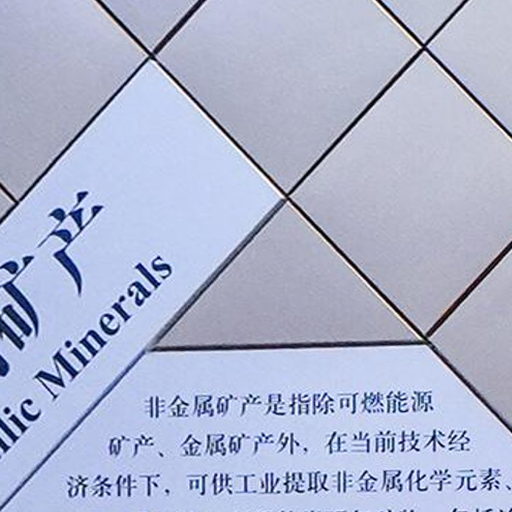 矿产
llic Minerals
非金属矿产是指除可燃能源
矿产、金属矿产外，在当前技术经
济条件下，可供工业提取非金属化学元素、